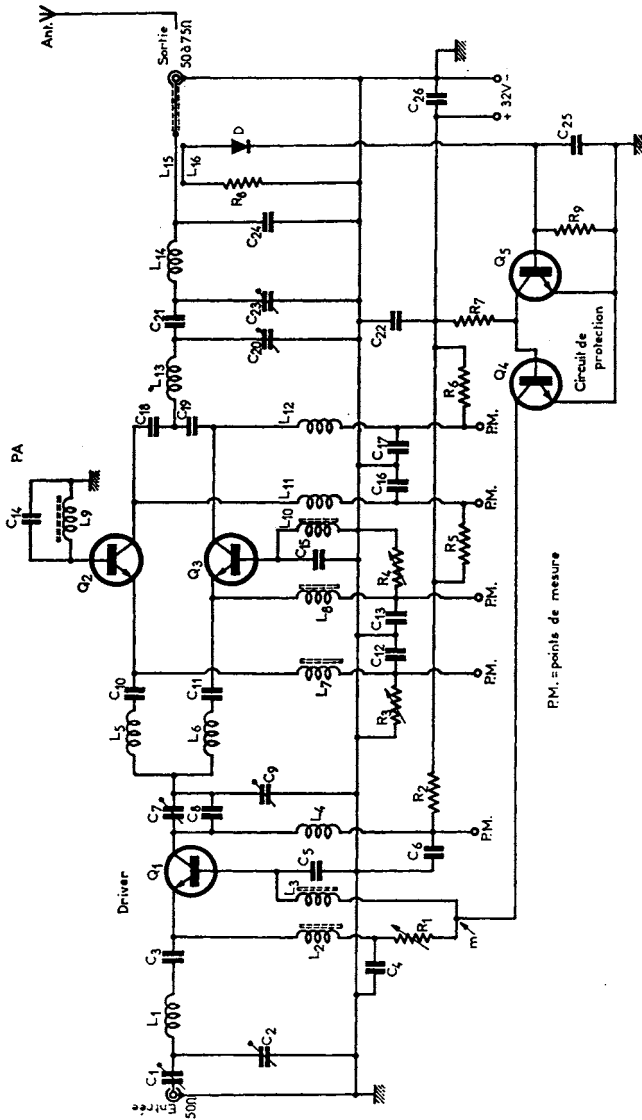 Ant.
Sortie
50 à 75Ω
L15
L16
D
R8
C24
L14
C21
C23
C20
L13
C18
C19
PA
C14
L9
Q2
Q3
L12
L11
L10
C15
L8
L7
C10
C11
L5
L6
C7
C8
C9
Driver
Q1
L4
C5
L3
L2
C3
L1
C1
C2
Entrée
50Ω
C26
+ 32V -
C25
R9
Q5
C22
R7
Q4
Circuit de
protection
R6
C17
C16
R5
R4
C13
C12
R3
R2
C6
R1
C4
m
P.M.
P.M.
P.M.
P.M.
P.M.
P.M. = points de mesure